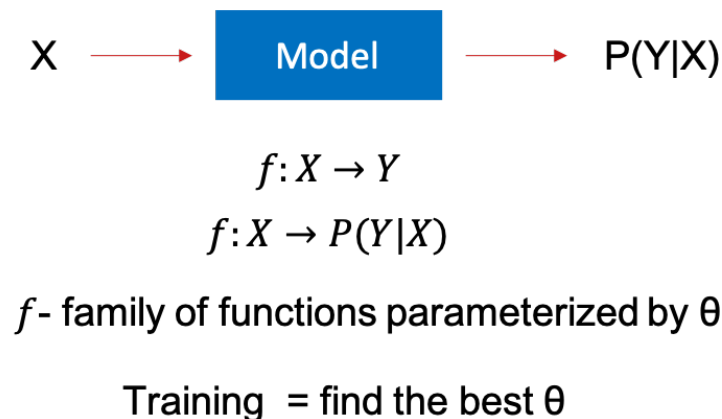 X → Model → P(Y|X)
f: X → Y
f: X → P(Y|X)
f - family of functions parameterized by θ
Training = find the best θ